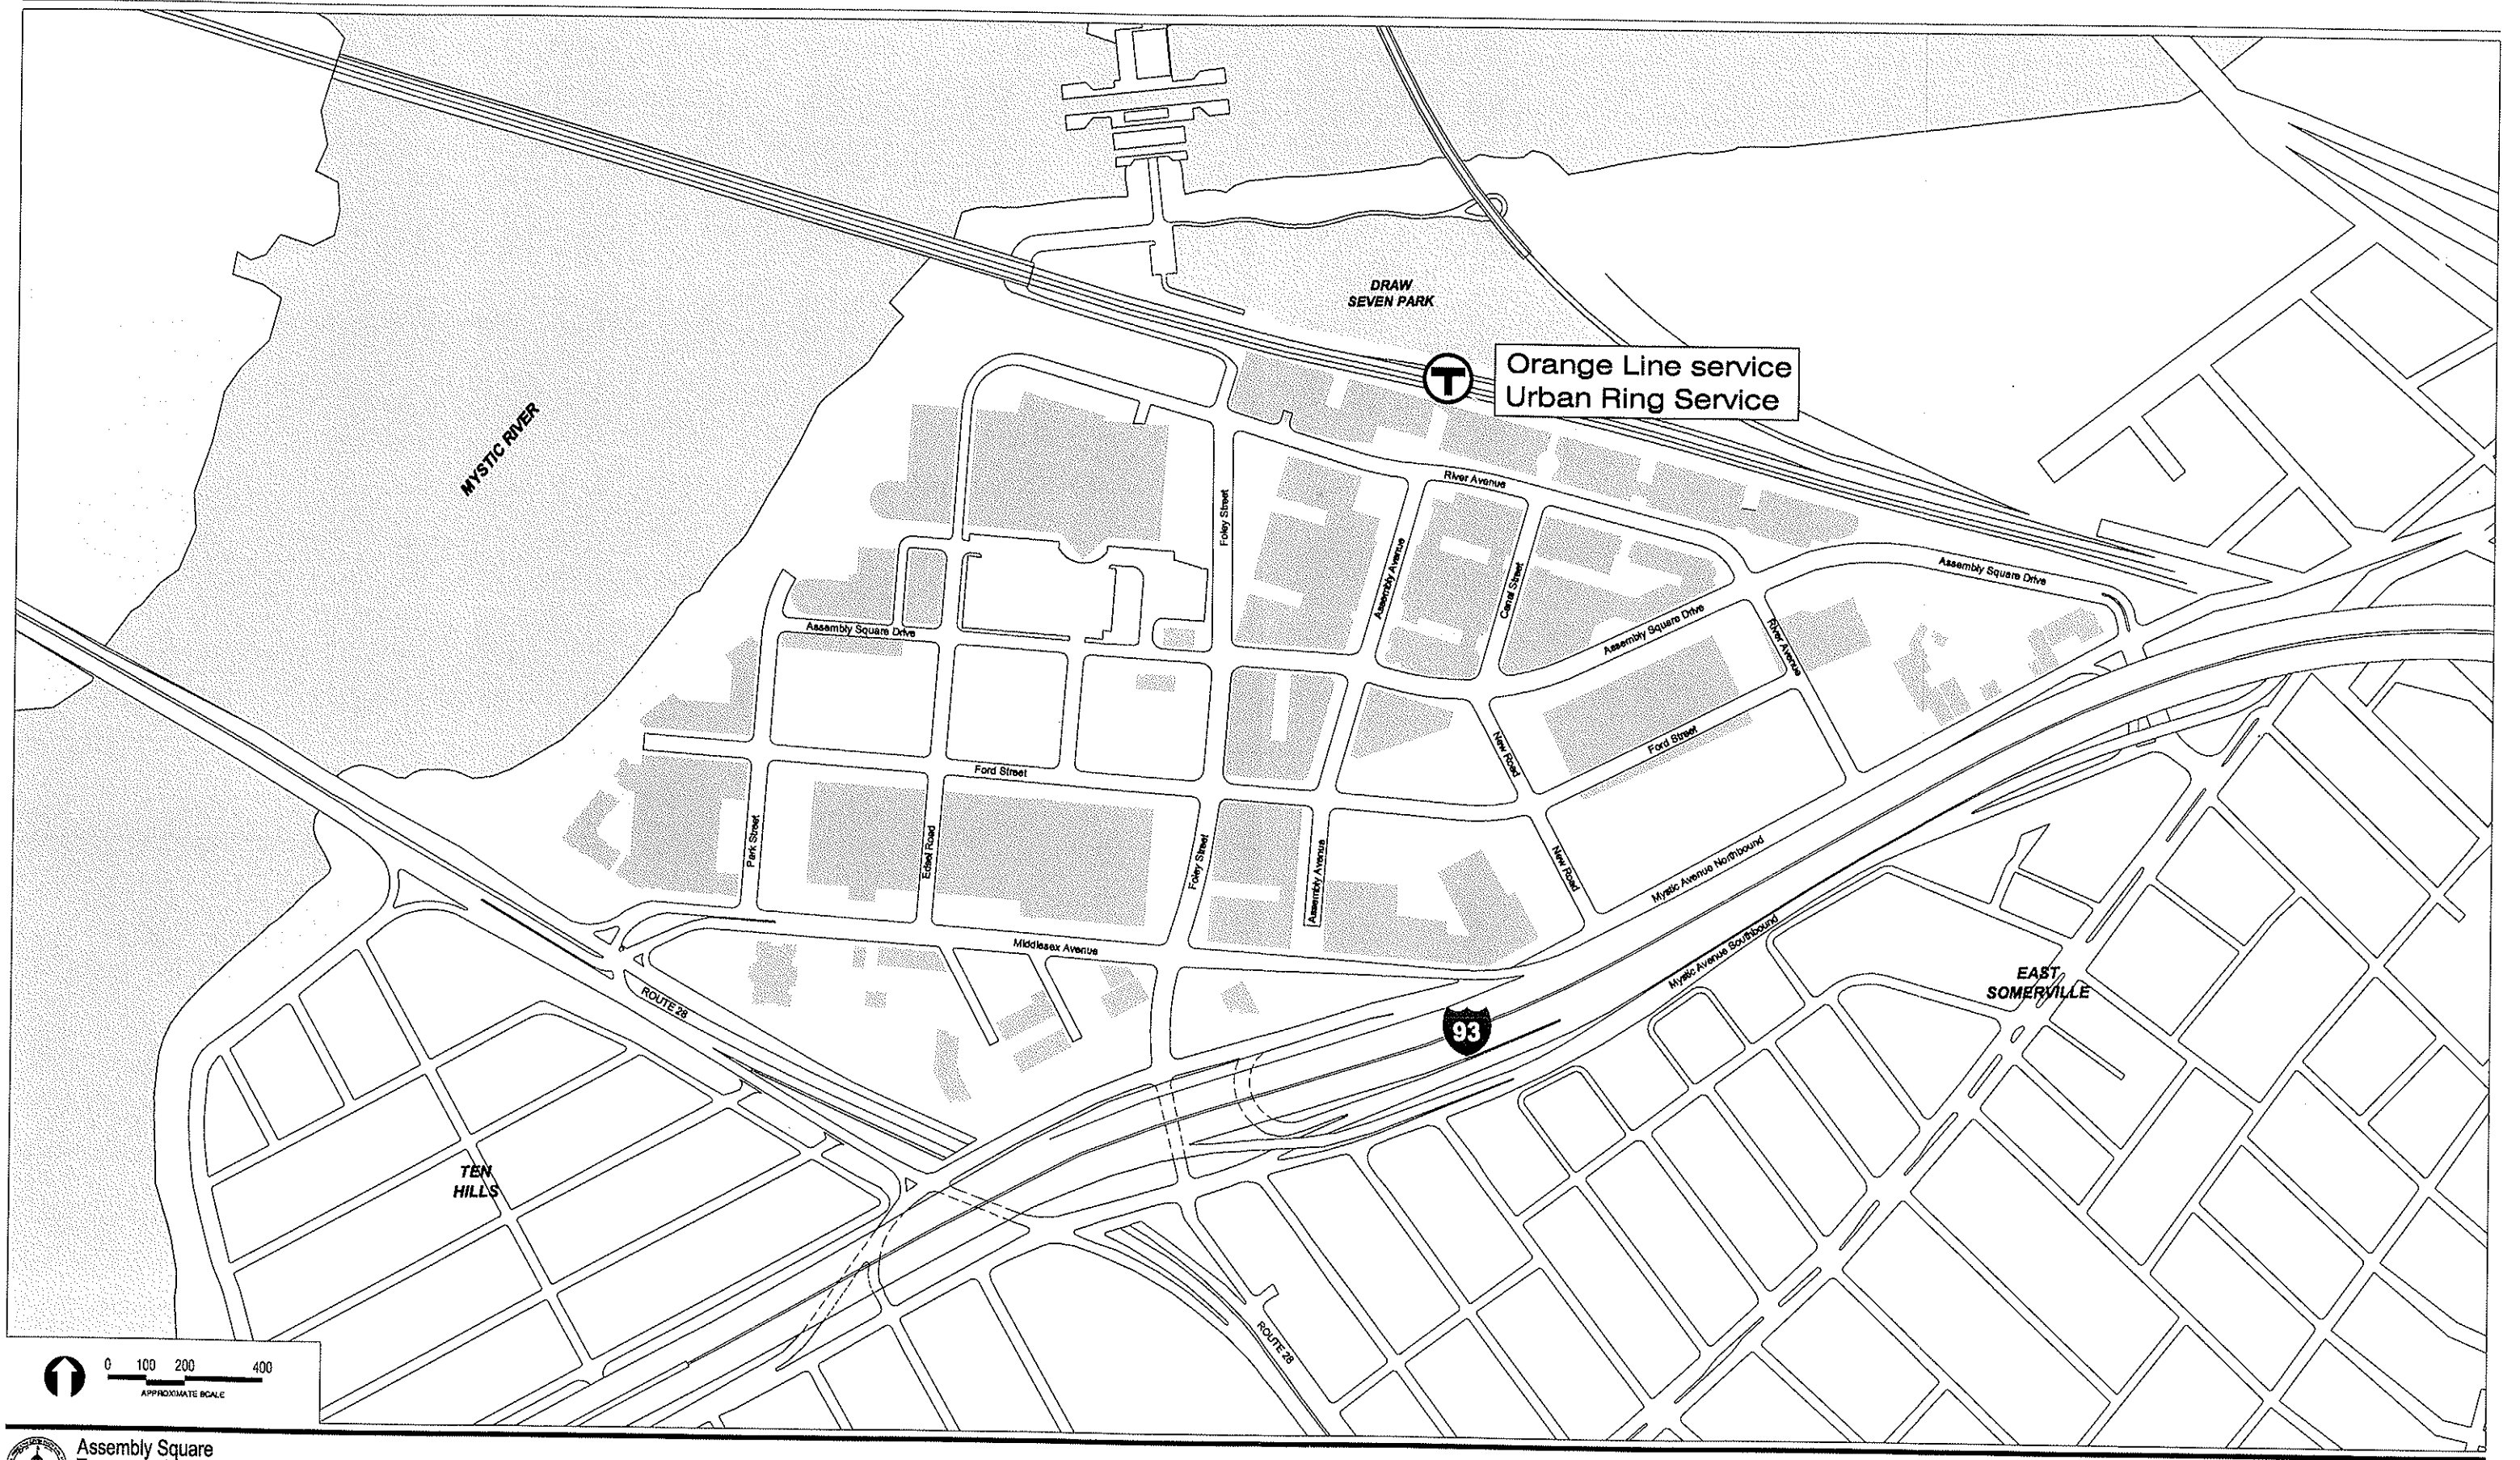 DRAW
SEVEN PARK
T
Orange Line service
Urban Ring Service
MYSTIC RIVER
River Avenue
Foley Street
Assembly Avenue
Canal Street
Assembly Square Drive
Assembly Square Drive
Assembly Square Drive
River Avenue
New Road
Ford Street
Ford Street
Park Street
Edsel Road
Foley Street
Assembly Avenue
New Road
Mystic Avenue Northbound
Mystic Avenue Southbound
Middlesex Avenue
EAST
SOMERVILLE
ROUTE 28
93
TEN
HILLS
ROUTE 28
0 100 200 400
APPROXIMATE SCALE
Assembly Square